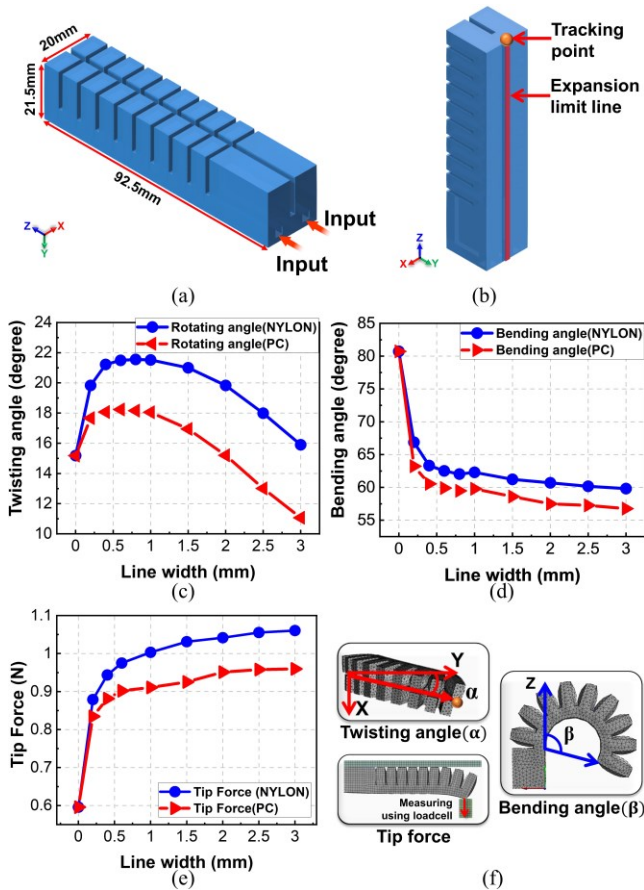 20mm
21.5mm
92.5mm
Input
Input
Z
X
Y
(a)
Tracking
point
Expansion
limit line
Z
X
Y
(b)
Rotating angle(NYLON)
Rotating angle(PC)
Twisting angle (degree)
24
22
20
18
16
14
12
10
0 0.5 1 1.5 2 2.5 3
Line width (mm)
(c)
Bending angle(NYLON)
Bending angle(PC)
Bending angle (degree)
85
80
75
70
65
60
55
0 0.5 1 1.5 2 2.5 3
Line width (mm)
(d)
Tip Force (N)
1.1
1
0.9
0.8
0.7
0.6
Tip Force (NYLON)
Tip Force(PC)
0 0.5 1 1.5 2 2.5 3
Line width (mm)
(e)
Y
α
X
Twisting angle(α)
Measuring
using loadcell
Tip force
Z
β
Bending angle(β)
(f)